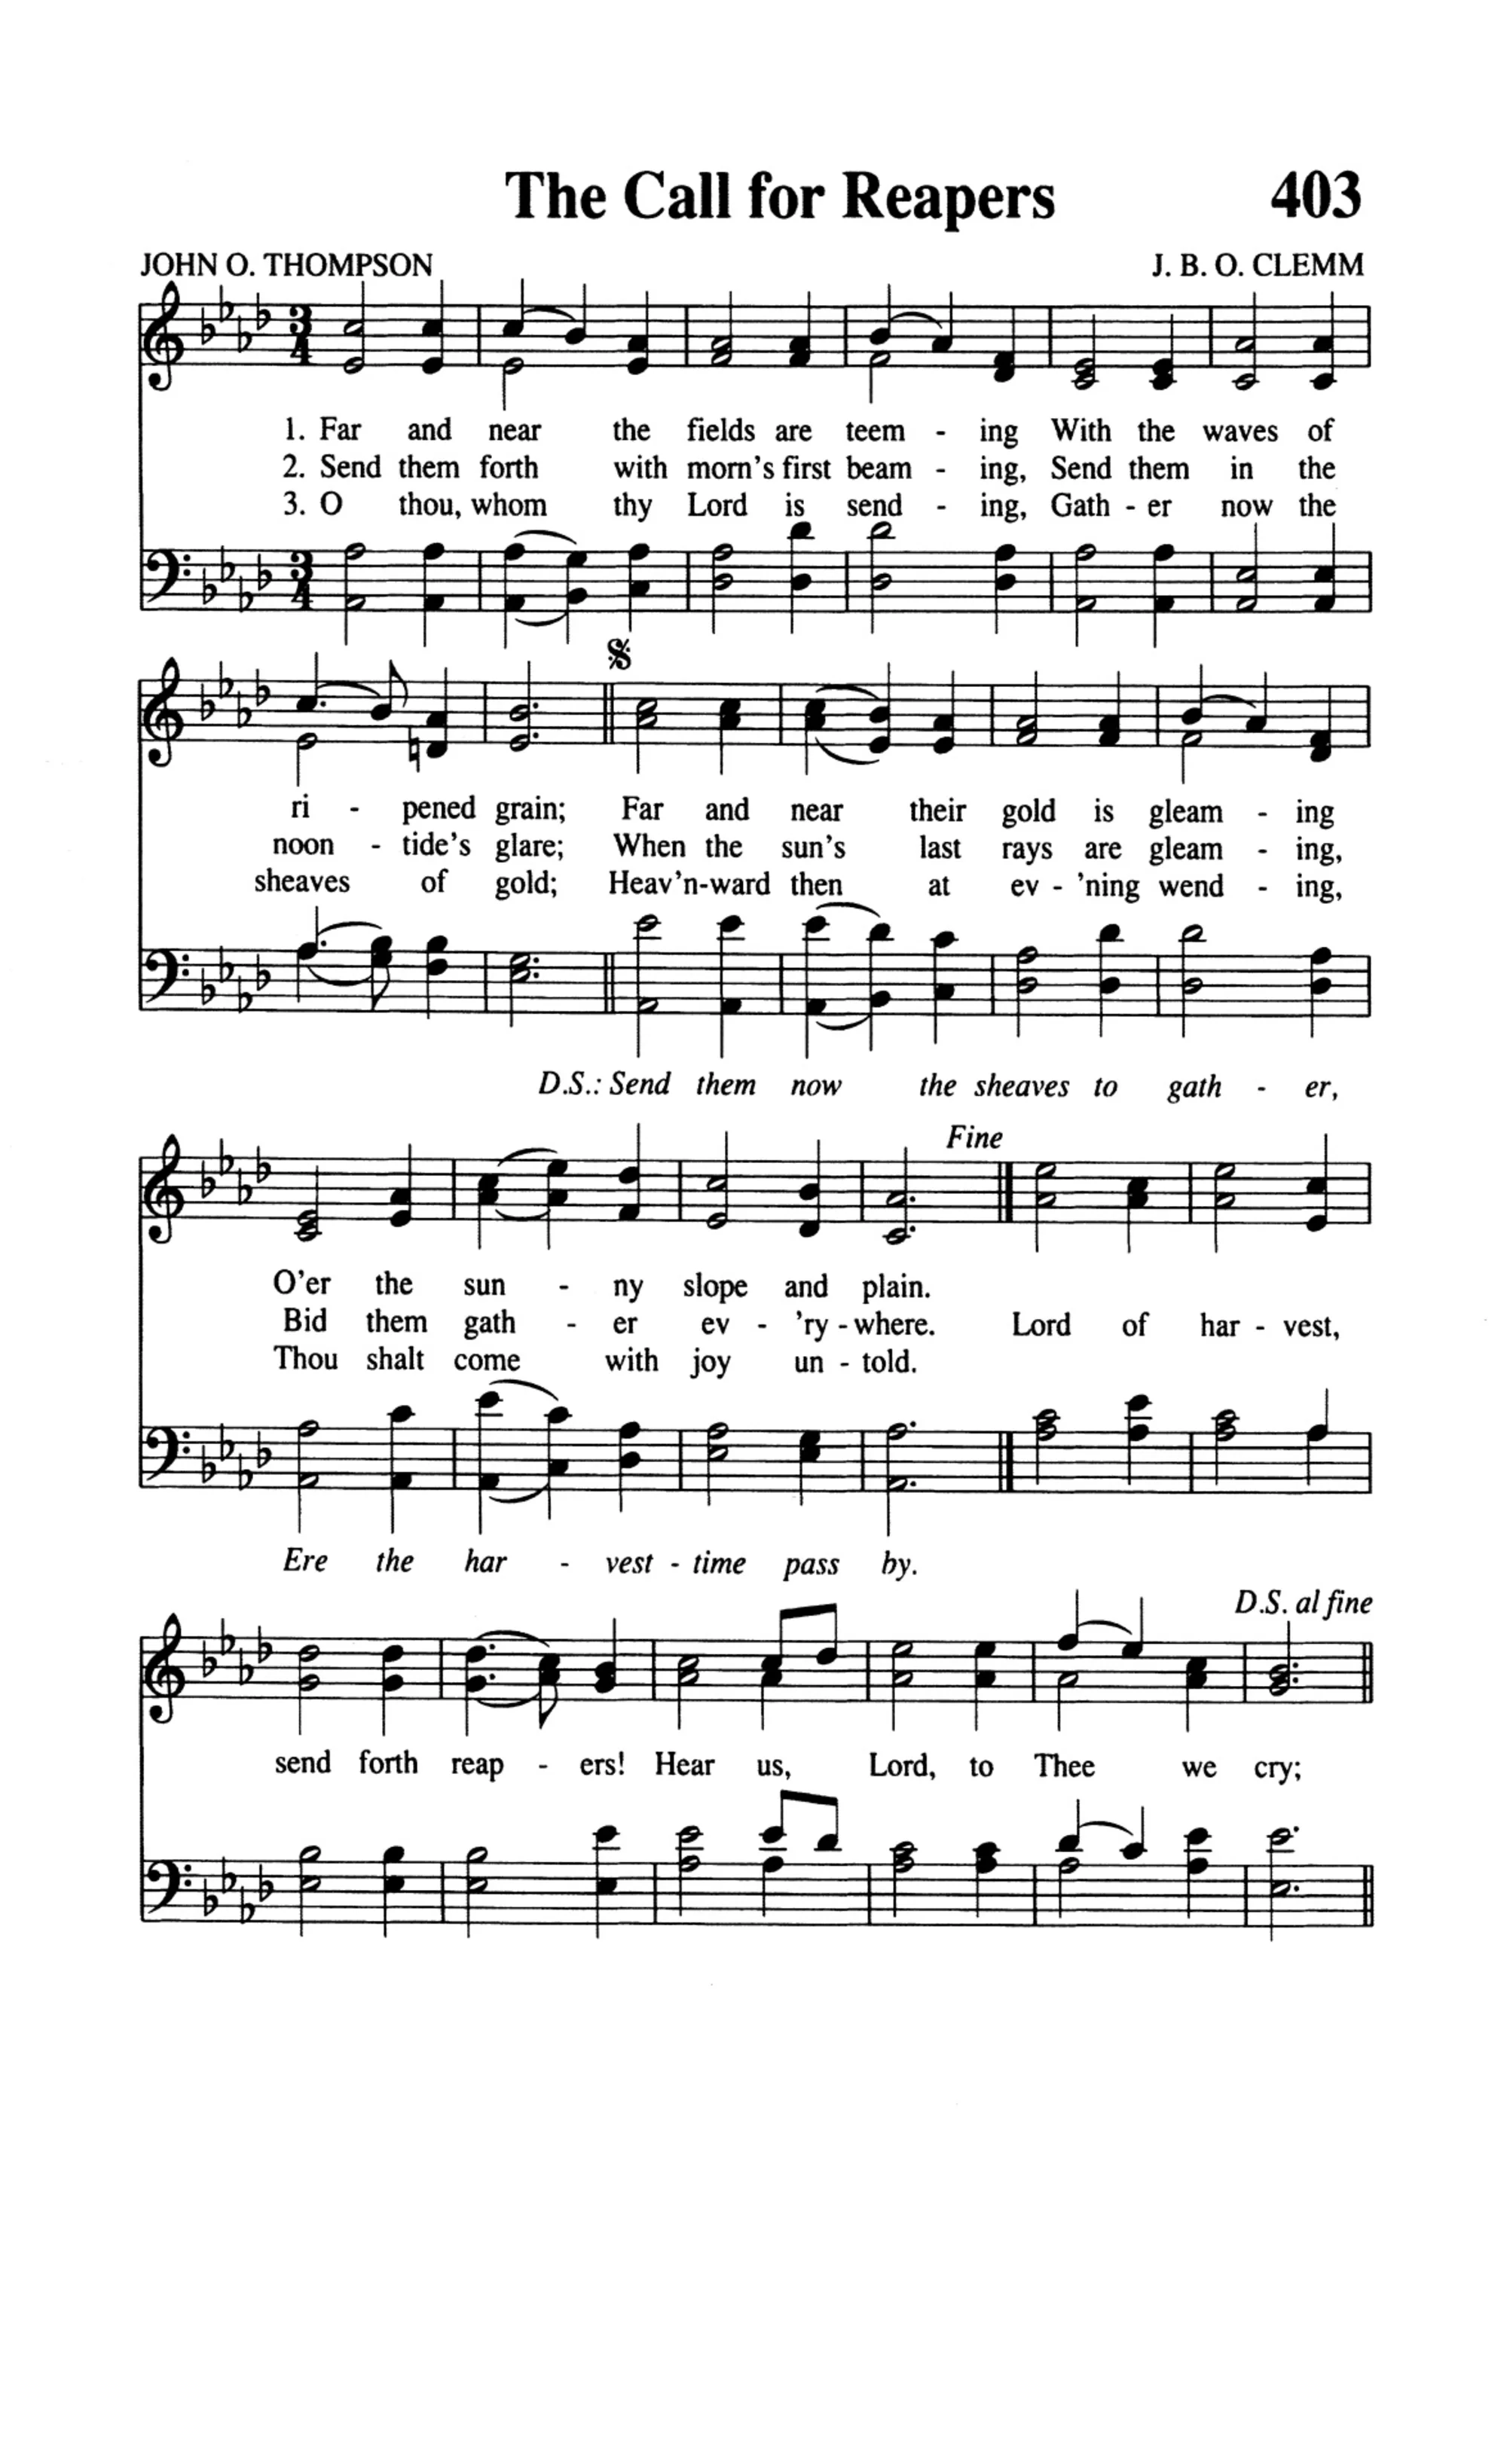 The Call for Reapers 403
JOHN O. THOMPSON J. B. O. CLEMM
3
4
1. Far and near the fields are teem - ing With the waves of
2. Send them forth with morn's first beam - ing, Send them in the
3. O thou, whom thy Lord is send - ing, Gath - er now the
3
4
ri - pened grain; Far and near their gold is gleam - ing
noon - tide's glare; When the sun's last rays are gleam - ing,
sheaves of gold; Heav'n-ward then at ev - 'ning wend - ing,
D.S.: Send them now the sheaves to gath - er,
Fine
O'er the sun - ny slope and plain.
Bid them gath - er ev - 'ry - where. Lord of har - vest,
Thou shalt come with joy un - told.
Ere the har - vest - time pass by.
D.S. al fine
send forth reap - ers! Hear us, Lord, to Thee we cry;